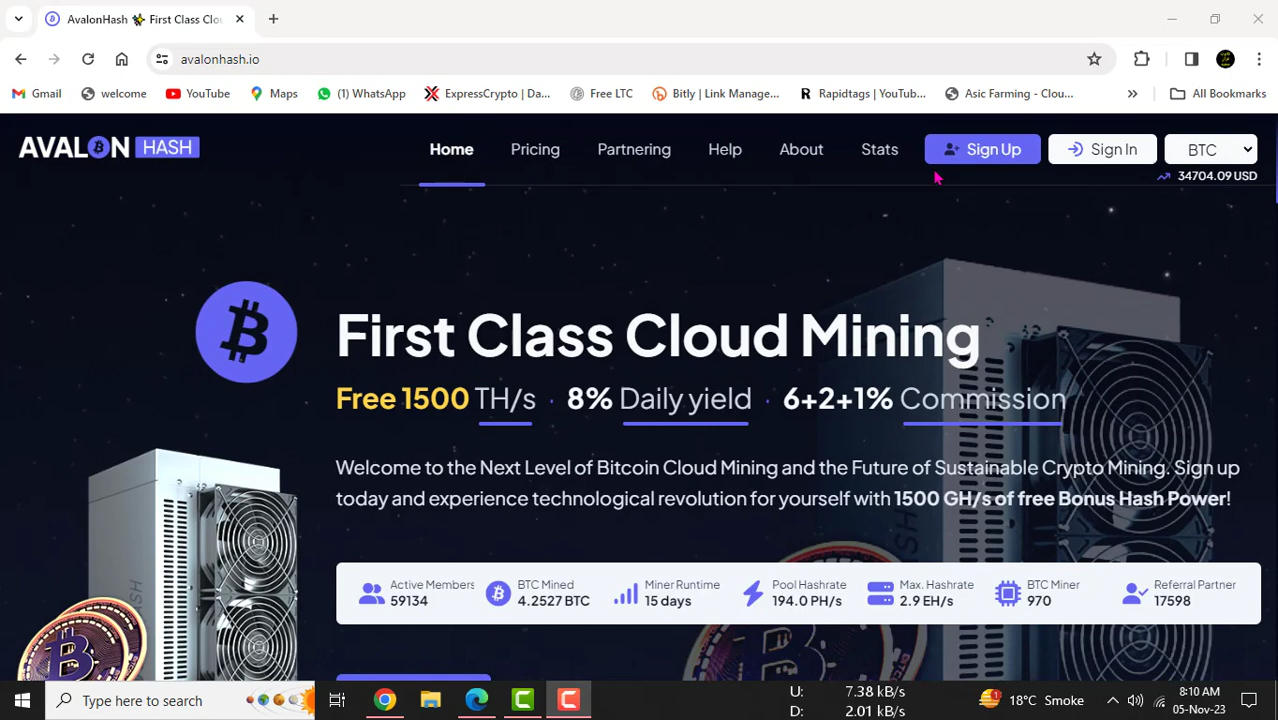 AvalonHash ✨ First Class Clou
avalonhash.io
Gmail welcome YouTube Maps (1) WhatsApp ExpressCrypto | Da... Free LTC Bitly | Link Manage... Rapidtags | YouTub... Asic Farming - Clou... » All Bookmarks
AVALON HASH Home Pricing Partnering Help About Stats Sign Up Sign In BTC
34704.09 USD
First Class Cloud Mining
Free 1500 TH/s · 8% Daily yield · 6+2+1% Commission
Welcome to the Next Level of Bitcoin Cloud Mining and the Future of Sustainable Crypto Mining. Sign up
today and experience technological revolution for yourself with 1500 GH/s of free Bonus Hash Power!
Active Members BTC Mined Miner Runtime Pool Hashrate Max. Hashrate BTC Miner Referral Partner
59134 4.2527 BTC 15 days 194.0 PH/s 2.9 EH/s 970 17598
Type here to search
U: 7.38 kB/s
D: 2.01 kB/s
1
18°C Smoke
8:10 AM
05-Nov-23